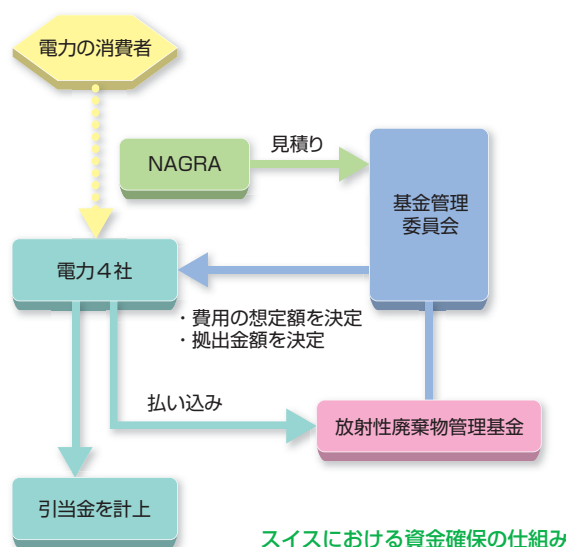 電力の消費者
見積り
NAGRA
基金管理
委員会
電力4社
・費用の想定額を決定
・拠出金額を決定
払い込み
放射性廃棄物管理基金
引当金を計上
スイスにおける資金確保の仕組み